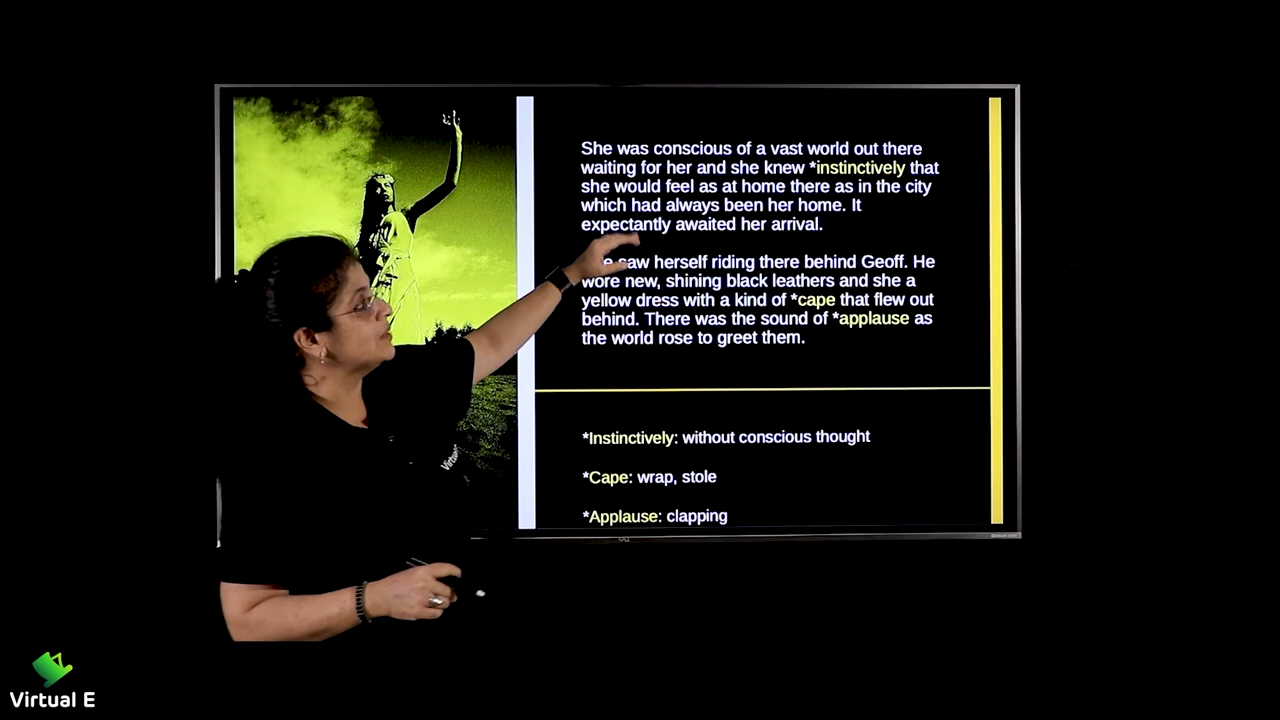 She was conscious of a vast world out there
waiting for her and she knew *instinctively that
she would feel as at home there as in the city
which had always been her home. It
expectantly awaited her arrival.
saw herself riding there behind Geoff. He
wore new, shining black leathers and she a
yellow dress with a kind of *cape that flew out
behind. There was the sound of *applause as
the world rose to greet them.
*Instinctively: without conscious thought
*Cape: wrap, stole
*Applause: clapping
Virtual E